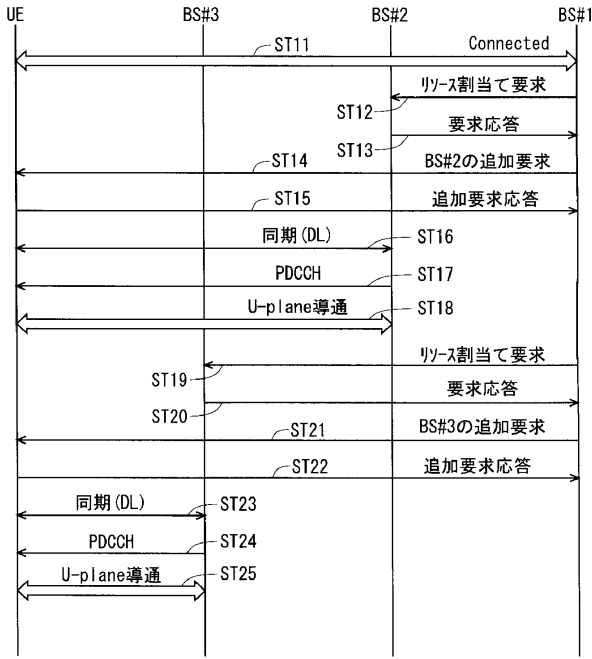 UE BS#3 BS#2 BS#1
ST11 Connected
リソース割当て要求
ST12
要求応答
ST13
ST14 BS#2の追加要求
ST15 追加要求応答
同期(DL) ST16
PDCCH ST17
U-plane導通 ST18
リソース割当て要求
ST19
要求応答
ST20
ST21 BS#3の追加要求
ST22 追加要求応答
同期(DL) ST23
PDCCH ST24
U-plane導通 ST25